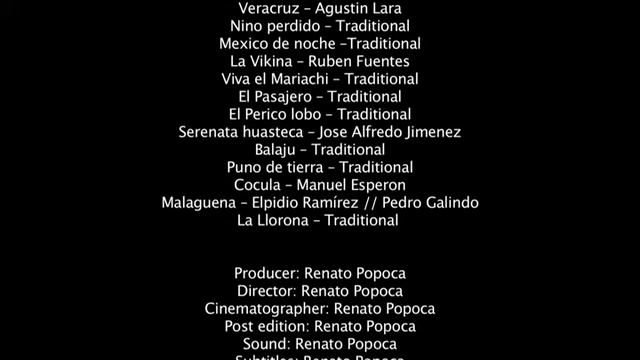 Veracruz – Agustin Lara
Nino perdido – Traditional
Mexico de noche –Traditional
La Vikina – Ruben Fuentes
Viva el Mariachi – Traditional
El Pasajero – Traditional
El Perico lobo – Traditional
Serenata huasteca – Jose Alfredo Jimenez
Balaju – Traditional
Puno de tierra – Traditional
Cocula – Manuel Esperon
Malaguena – Elpidio Ramírez // Pedro Galindo
La Llorona – Traditional
Producer: Renato Popoca
Director: Renato Popoca
Cinematographer: Renato Popoca
Post edition: Renato Popoca
Sound: Renato Popoca
Subtitles: Renato Popoca